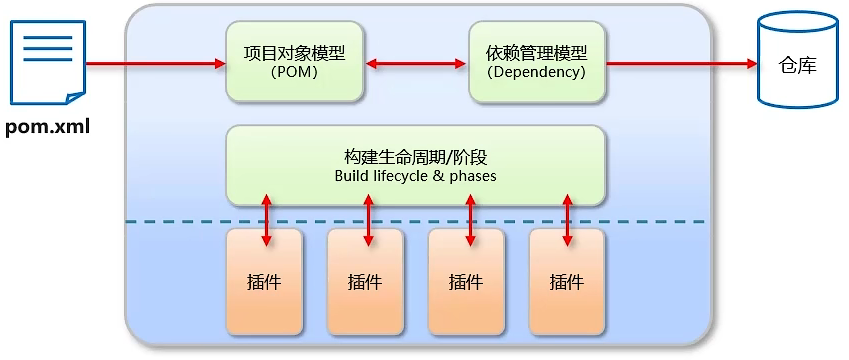 项目对象模型
（POM）
依赖管理模型
（Dependency）
仓库
pom.xml
构建生命周期/阶段
Build lifecycle & phases
插件
插件
插件
插件